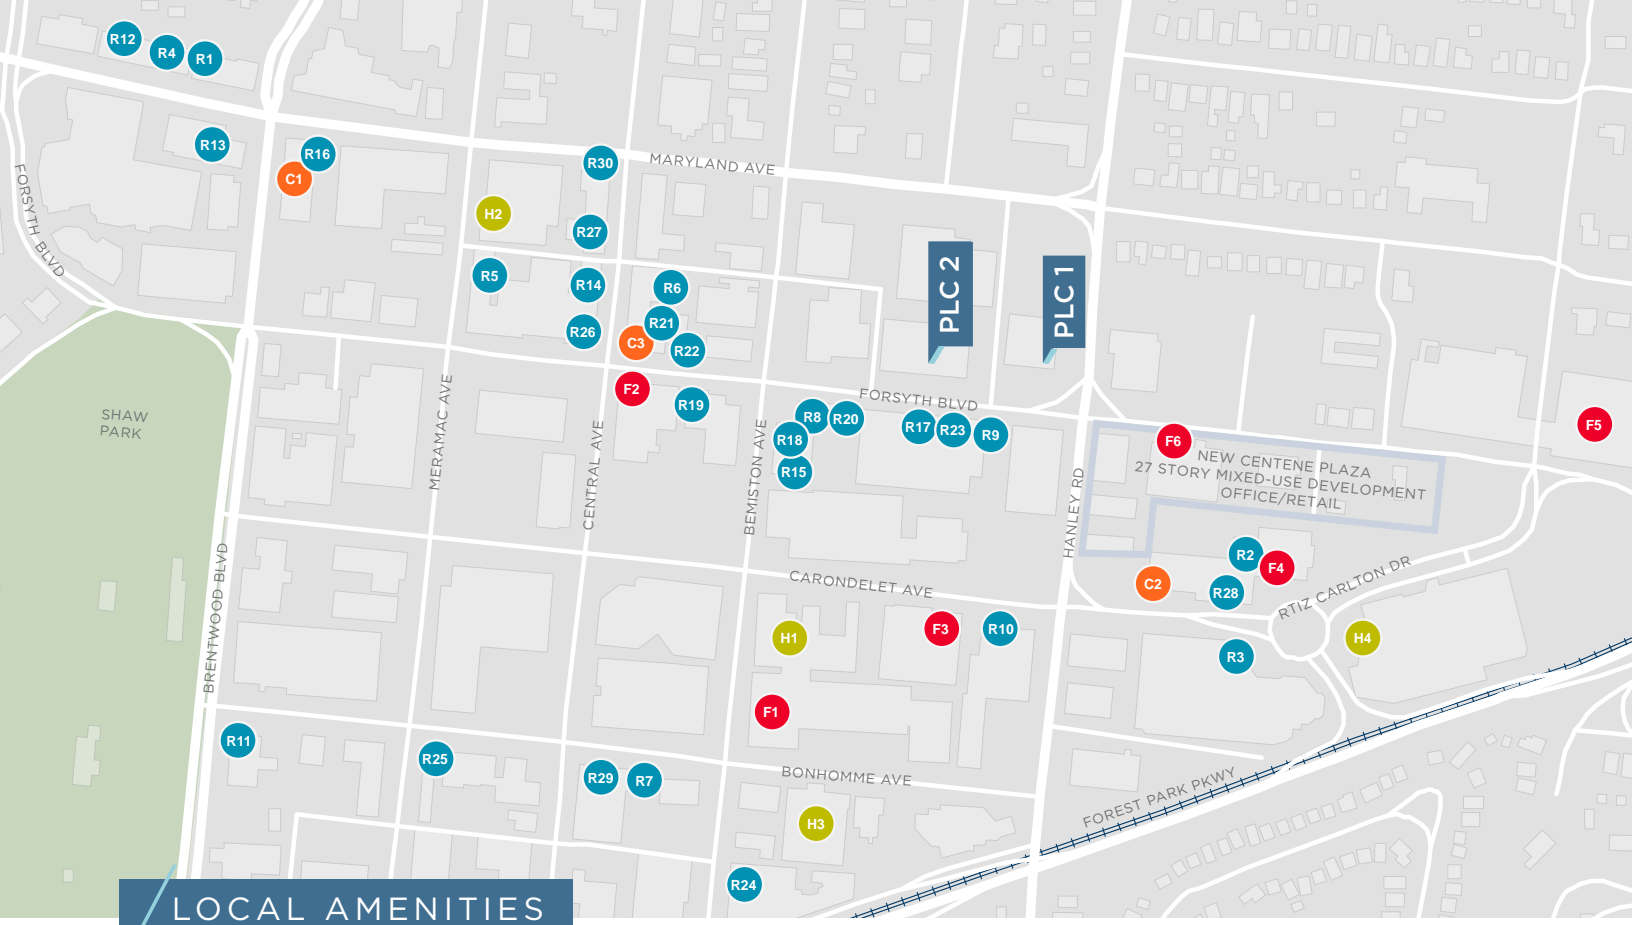 R12
R4
R1
R13
R16
C1
R30
MARYLAND AVE
FORSYTH BLVD
H2
R27
R5
R14
R6
R21
R26
C3
R22
PLC 2
PLC 1
F2
R19
FORSYTH BLVD
SHAW
PARK
MERAMAC AVE
CENTRAL AVE
BEMISTON AVE
R8
R20
R18
R15
R17
R23
R9
F6
F5
NEW CENTENE PLAZA
27 STORY MIXED-USE DEVELOPMENT
OFFICE/RETAIL
HANLEY RD
BRENTWOOD BLVD
CARONDELET AVE
R2
F4
C2
R28
RTIZ CARLTON DR
H1
F3
R10
H4
R3
F1
R11
R25
R29
R7
BONHOMME AVE
FOREST PARK PKWY
H3
R24
LOCAL AMENITIES